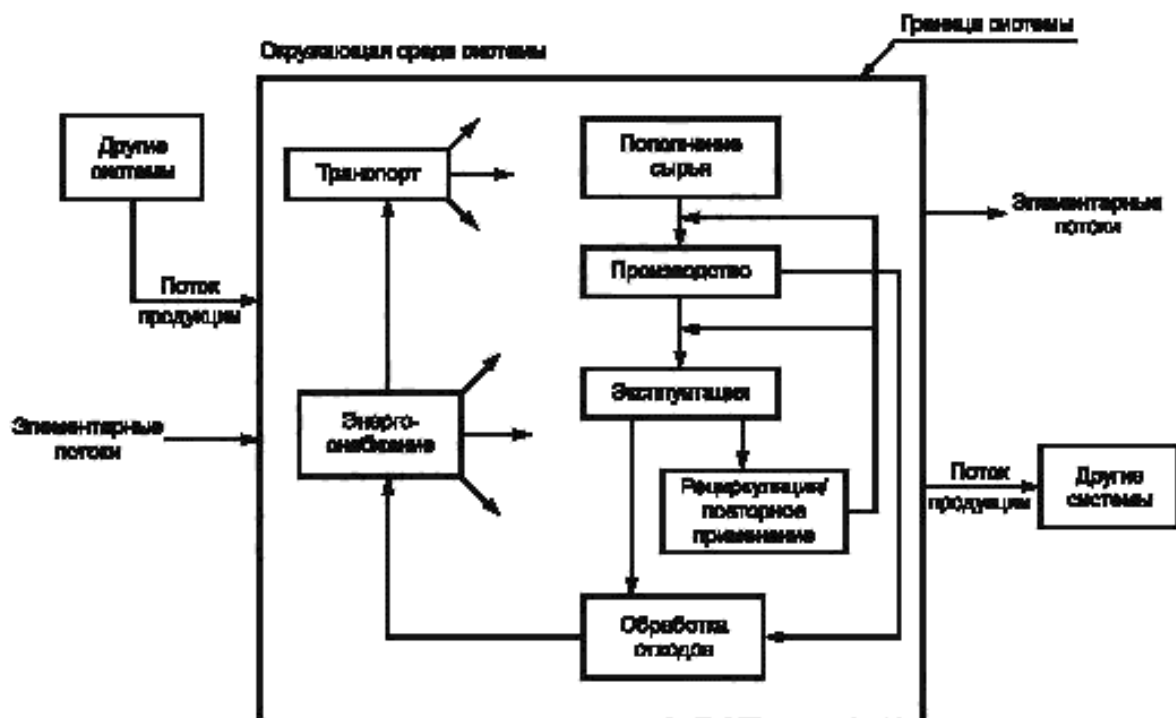 Граница системы
Окружающая среда системы
Другие
системы
Транспорт
Пополнение
сырья
Элементарные
потоки
Производство
Поток
продукции
Эксплуатация
Элементарные
потоки
Энерго-
снабжение
Рециркуляция/
повторное
применение
Поток
продукции
Другие
системы
Обработка
отходов